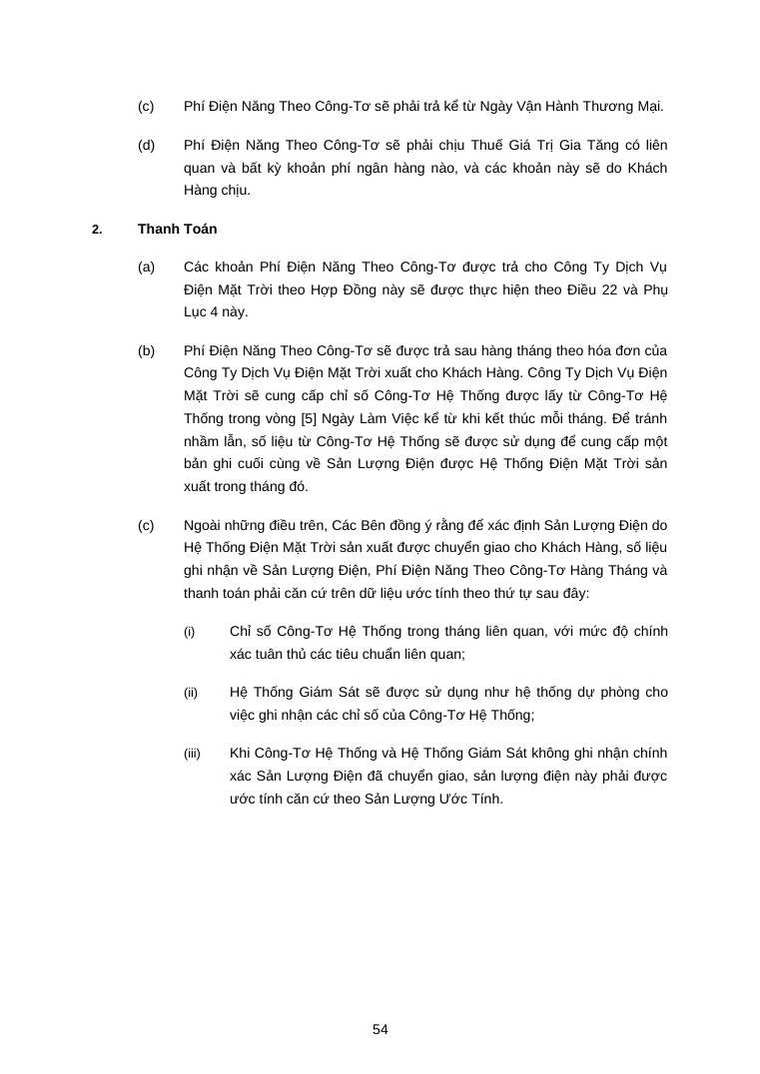 (c) Phí Điện Năng Theo Công-Tơ sẽ phải trả kể từ Ngày Vận Hành Thương Mại.
(d) Phí Điện Năng Theo Công-Tơ sẽ phải chịu Thuế Giá Trị Gia Tăng có liên
quan và bất kỳ khoản phí ngân hàng nào, và các khoản này sẽ do Khách
Hàng chịu.
2. Thanh Toán
(a) Các khoản Phí Điện Năng Theo Công-Tơ được trả cho Công Ty Dịch Vụ
Điện Mặt Trời theo Hợp Đồng này sẽ được thực hiện theo Điều 22 và Phụ
Lục 4 này.
(b) Phí Điện Năng Theo Công-Tơ sẽ được trả sau hàng tháng theo hóa đơn của
Công Ty Dịch Vụ Điện Mặt Trời xuất cho Khách Hàng. Công Ty Dịch Vụ Điện
Mặt Trời sẽ cung cấp chỉ số Công-Tơ Hệ Thống được lấy từ Công-Tơ Hệ
Thống trong vòng [5] Ngày Làm Việc kể từ khi kết thúc mỗi tháng. Để tránh
nhầm lẫn, số liệu từ Công-Tơ Hệ Thống sẽ được sử dụng để cung cấp một
bản ghi cuối cùng về Sản Lượng Điện được Hệ Thống Điện Mặt Trời sản
xuất trong tháng đó.
(c) Ngoài những điều trên, Các Bên đồng ý rằng để xác định Sản Lượng Điện do
Hệ Thống Điện Mặt Trời sản xuất được chuyển giao cho Khách Hàng, số liệu
ghi nhận về Sản Lượng Điện, Phí Điện Năng Theo Công-Tơ Hàng Tháng và
thanh toán phải căn cứ trên dữ liệu ước tính theo thứ tự sau đây:
(i) Chỉ số Công-Tơ Hệ Thống trong tháng liên quan, với mức độ chính
xác tuân thủ các tiêu chuẩn liên quan;
(ii) Hệ Thống Giám Sát sẽ được sử dụng như hệ thống dự phòng cho
việc ghi nhận các chỉ số của Công-Tơ Hệ Thống;
(iii) Khi Công-Tơ Hệ Thống và Hệ Thống Giám Sát không ghi nhận chính
xác Sản Lượng Điện đã chuyển giao, sản lượng điện này phải được
ước tính căn cứ theo Sản Lượng Ước Tính.
54